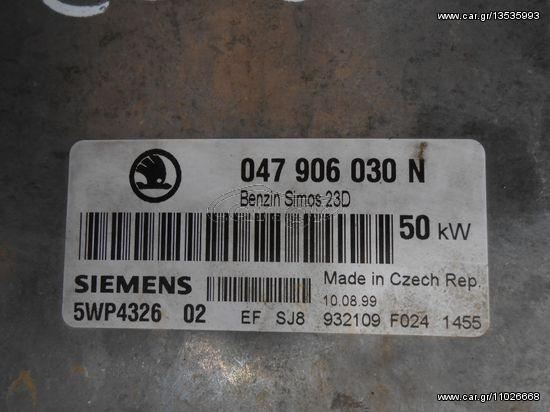 www.car.gr/13535993
047 906 030 N
Benzin Simos 23D
50 kW
SIEMENS
Made in Czech Rep.
10.08.99
5WP4326 02 EF SJ8 932109 F024 1455
www.car.gr/11026668